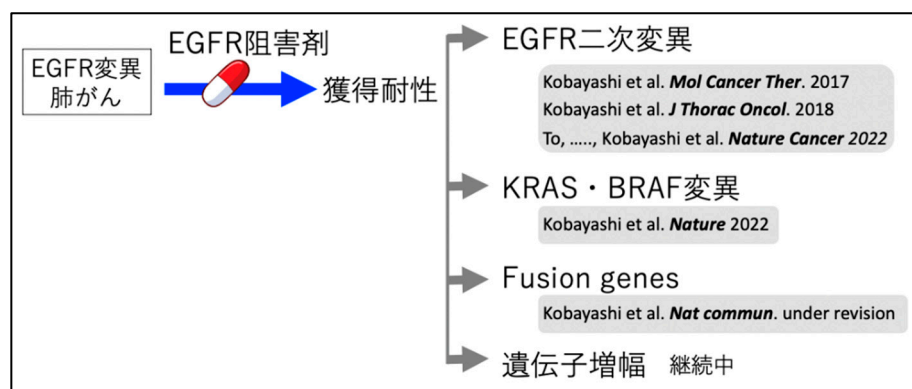 EGFR変異
肺がん
EGFR阻害剤
獲得耐性
EGFR二次変異
Kobayashi et al. Mol Cancer Ther. 2017
Kobayashi et al. J Thorac Oncol. 2018
To, ….., Kobayashi et al. Nature Cancer 2022
KRAS・BRAF変異
Kobayashi et al. Nature 2022
Fusion genes
Kobayashi et al. Nat commun. under revision
遺伝子増幅 継続中